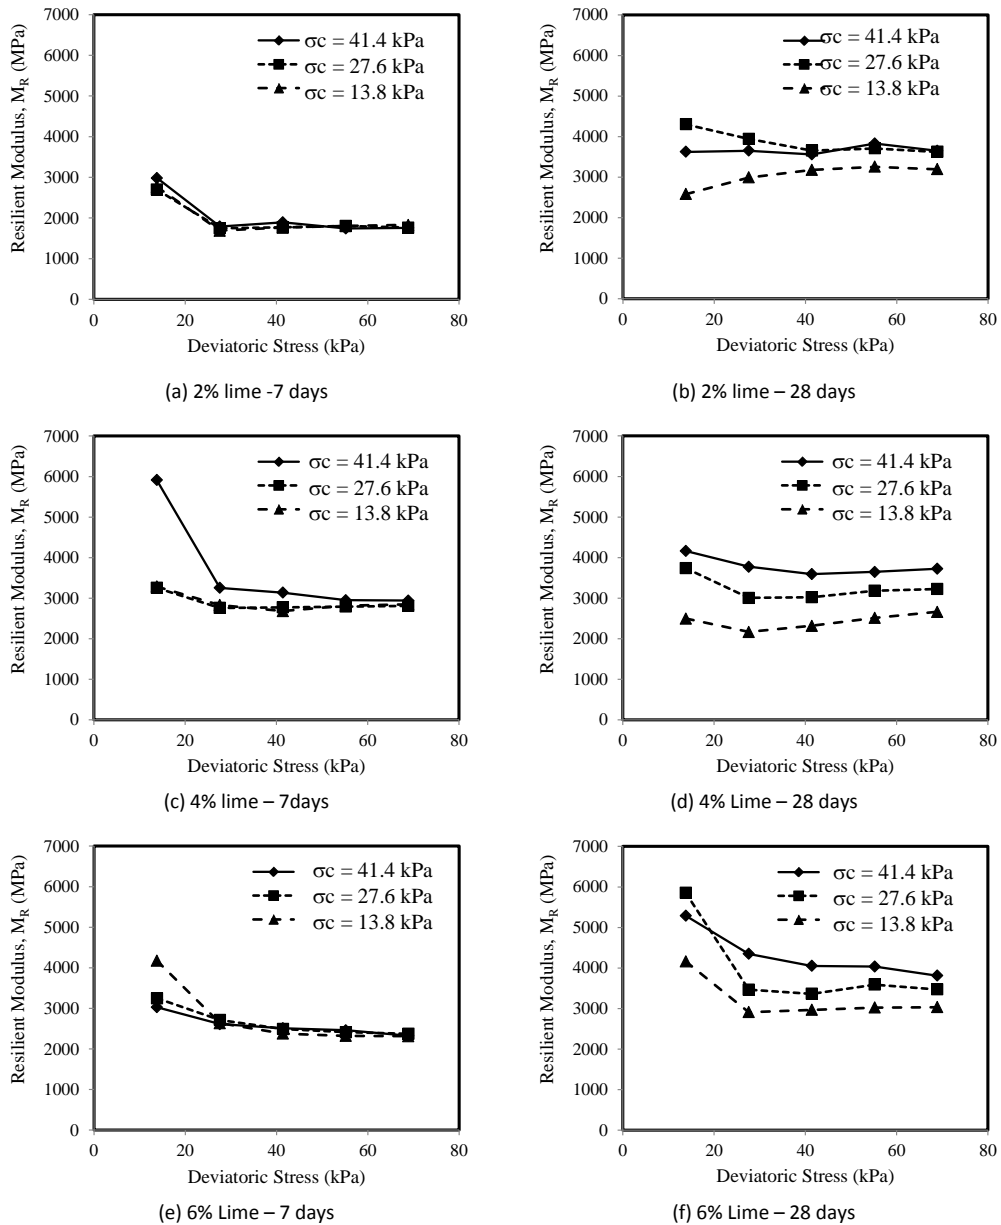 7000
6000
5000
4000
3000
2000
1000
0
Resilient Modulus, MR (MPa)
σc = 41.4 kPa
σc = 27.6 kPa
σc = 13.8 kPa
0 20 40 60 80
Deviatoric Stress (kPa)
(a) 2% lime -7 days
7000
6000
5000
4000
3000
2000
1000
0
Resilient Modulus, MR (MPa)
σc = 41.4 kPa
σc = 27.6 kPa
σc = 13.8 kPa
0 20 40 60 80
Deviatoric Stress (kPa)
(b) 2% lime – 28 days
7000
6000
5000
4000
3000
2000
1000
0
Resilient Modulus, MR (MPa)
σc = 41.4 kPa
σc = 27.6 kPa
σc = 13.8 kPa
0 20 40 60 80
Deviatoric Stress (kPa)
(c) 4% lime – 7days
7000
6000
5000
4000
3000
2000
1000
0
Resilient Modulus, MR (MPa)
σc = 41.4 kPa
σc = 27.6 kPa
σc = 13.8 kPa
0 20 40 60 80
Deviatoric Stress (kPa)
(d) 4% Lime – 28 days
7000
6000
5000
4000
3000
2000
1000
0
Resilient Modulus, MR (MPa)
σc = 41.4 kPa
σc = 27.6 kPa
σc = 13.8 kPa
0 20 40 60 80
Deviatoric Stress (kPa)
(e) 6% Lime – 7 days
7000
6000
5000
4000
3000
2000
1000
0
Resilient Modulus, MR (MPa)
σc = 41.4 kPa
σc = 27.6 kPa
σc = 13.8 kPa
0 20 40 60 80
Deviatoric Stress (kPa)
(f) 6% Lime – 28 days